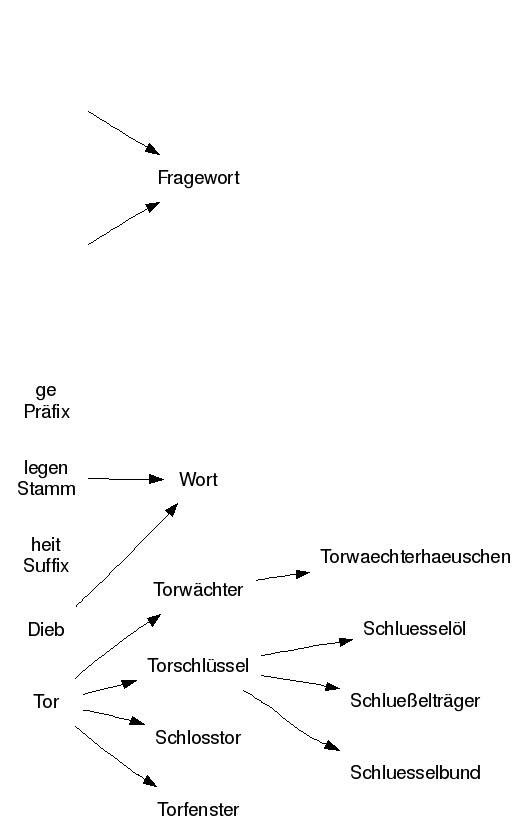 Fragewort
ge
Präfix
legen
Stamm
Wort
heit
Suffix
Torwaechterhaeuschen
Torwächter
Dieb
Schluesselöl
Torschlüssel
Tor
Schlueßelträger
Schlosstor
Schluesselbund
Torfenster